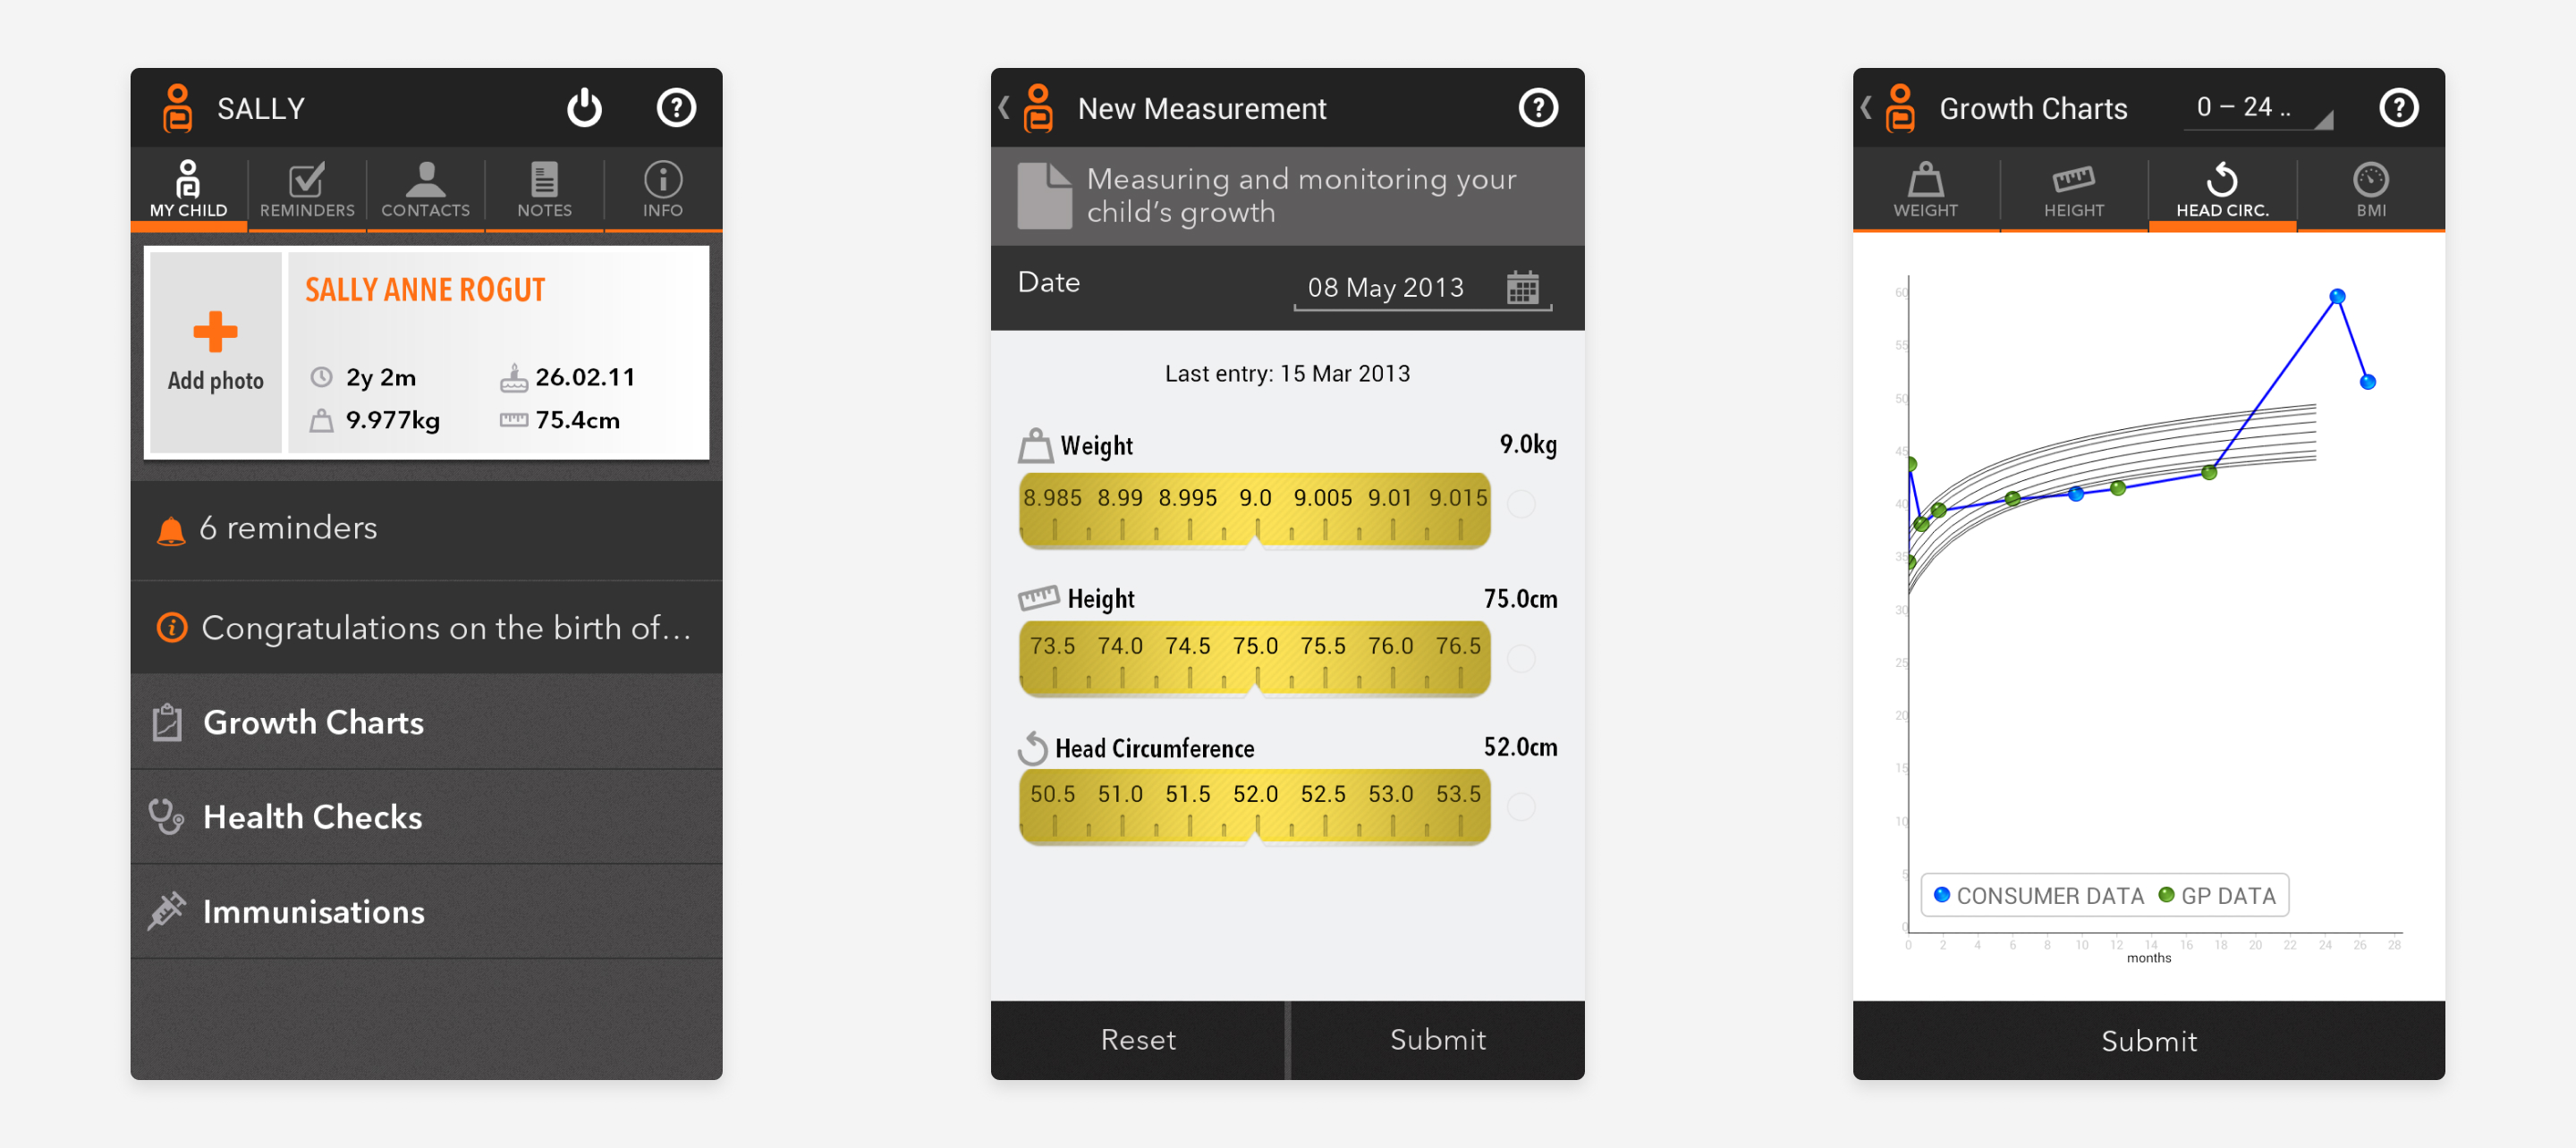 SALLY
MY CHILD
REMINDERS
CONTACTS
NOTES
INFO
Add photo
SALLY ANNE ROGUT
2y 2m
26.02.11
9.977kg
75.4cm
6 reminders
Congratulations on the birth of...
Growth Charts
Health Checks
Immunisations
New Measurement
Measuring and monitoring your
child's growth
Date
08 May 2013
Last entry: 15 Mar 2013
Weight
9.0kg
8.985 8.99 8.995 9.0 9.005 9.01 9.015
Height
75.0cm
73.5 74.0 74.5 75.0 75.5 76.0 76.5
Head Circumference
52.0cm
50.5 51.0 51.5 52.0 52.5 53.0 53.5
Reset
Submit
Growth Charts
0 – 24 ..
WEIGHT
HEIGHT
HEAD CIRC.
BMI
60
55
50
45
40
35
30
25
20
15
10
5
0
CONSUMER DATA
GP DATA
0 2 4 6 8 10 12 14 16 18 20 22 24 26 28
months
Submit